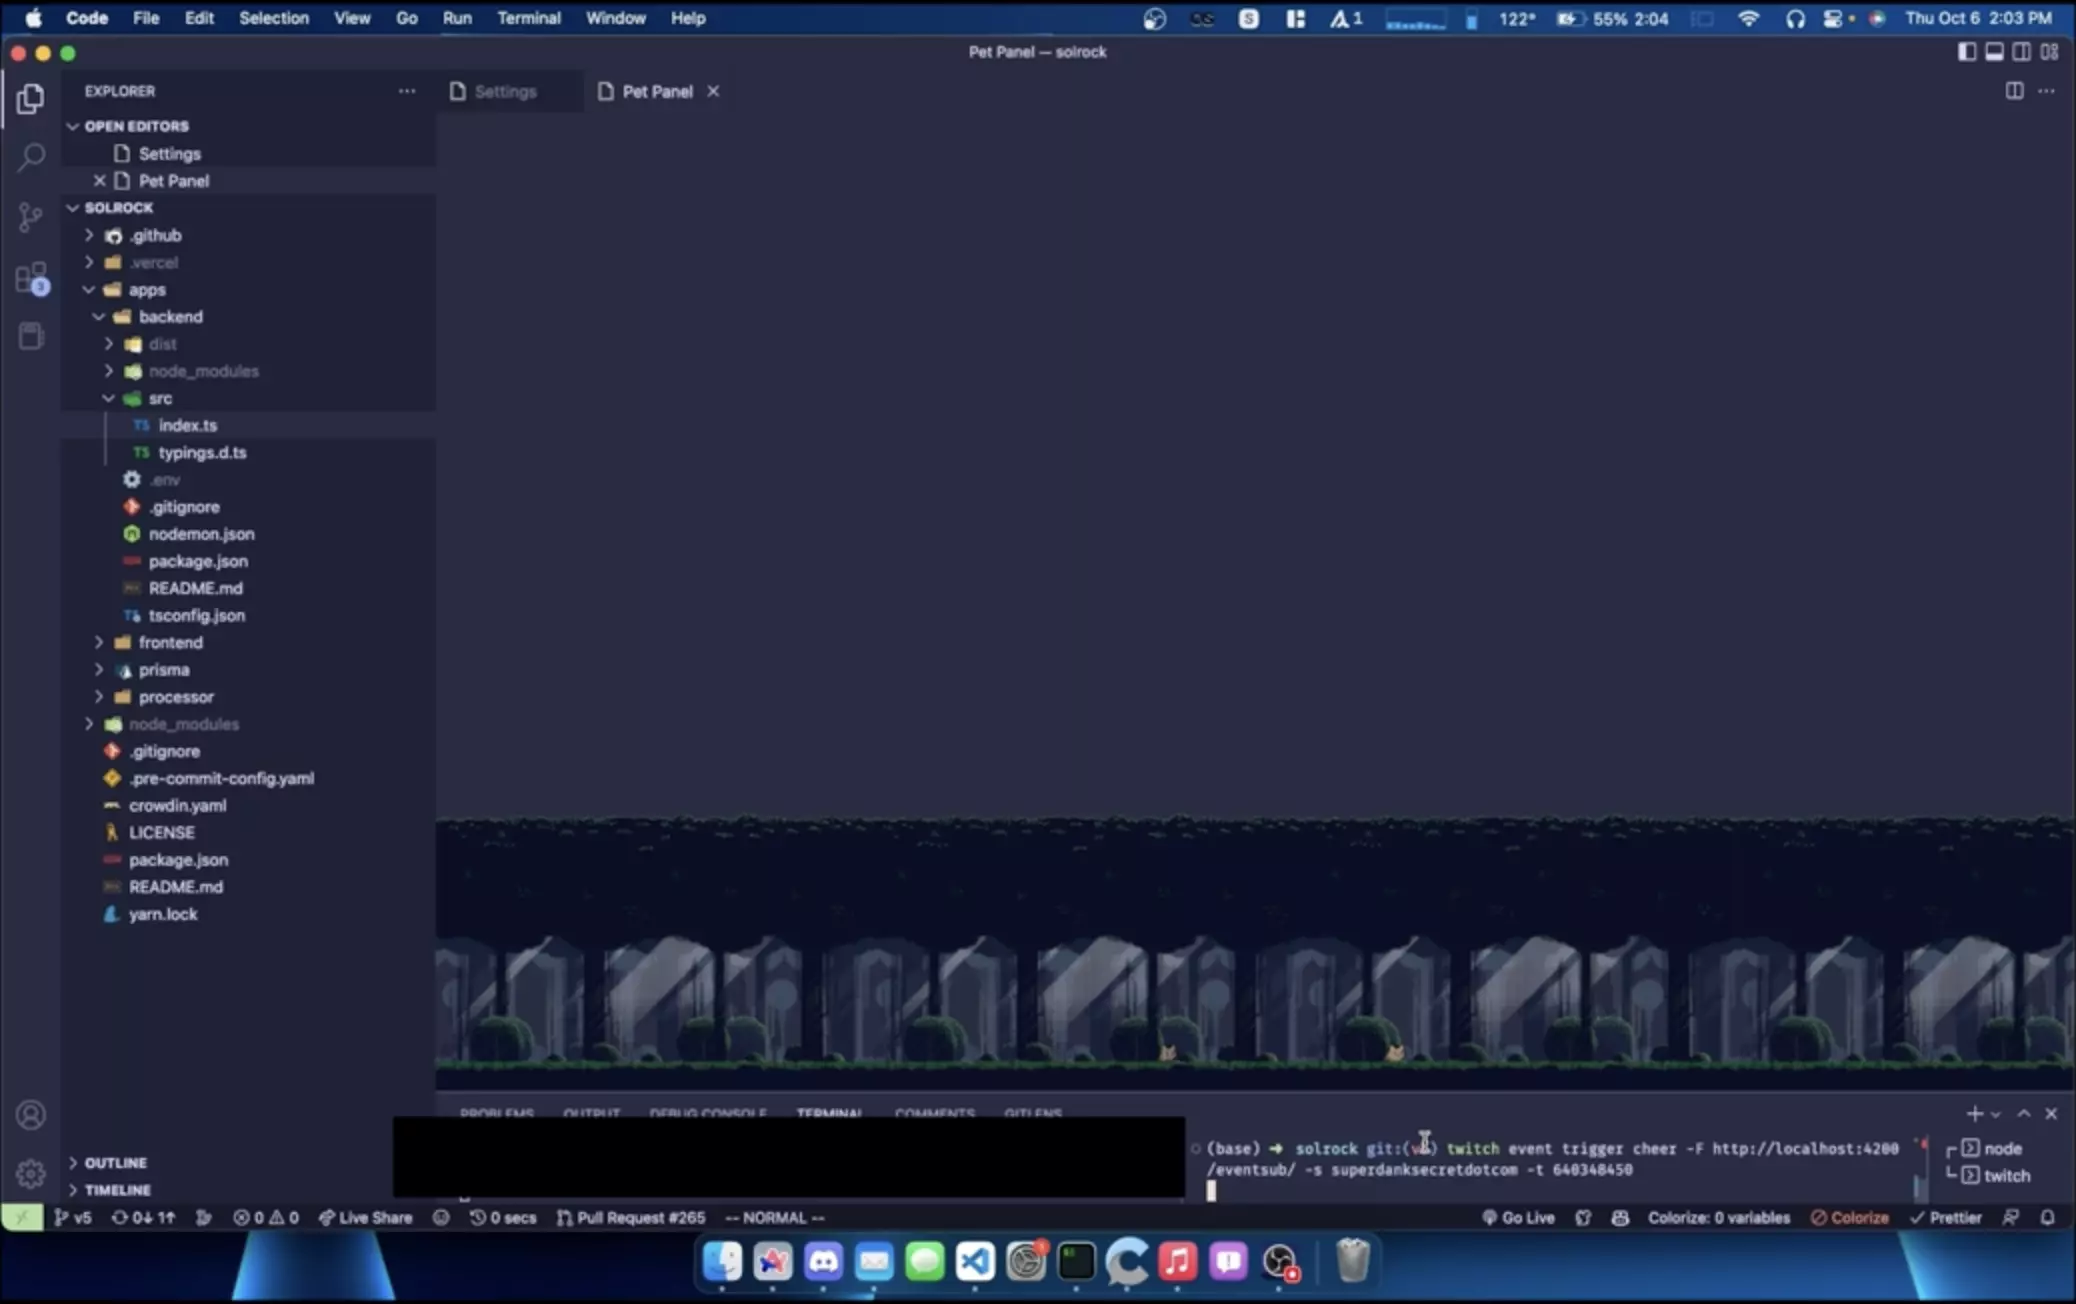 Code File Edit Selection View Go Run Terminal Window Help
1 122° 55% 2:04 Thu Oct 6 2:03 PM
Pet Panel — solrock
EXPLORER
Settings
Pet Panel
OPEN EDITORS
Settings
Pet Panel
SOLROCK
.github
.vercel
apps
backend
dist
node_modules
src
TS index.ts
TS typings.d.ts
.env
.gitignore
nodemon.json
package.json
README.md
tsconfig.json
frontend
prisma
processor
node_modules
.gitignore
.pre-commit-config.yaml
crowdin.yaml
LICENSE
package.json
README.md
yarn.lock
3
OUTLINE
TIMELINE
PROBLEMS OUTPUT DEBUG CONSOLE TERMINAL COMMENTS GITLENS
(base) → solrock git:( ) twitch event trigger cheer -F http://localhost:4200
/eventsub/ -s superdanksecretdotcom -t 640348450
node
twitch
v5 0↓ 1↑ 0 0 Live Share 0 secs Pull Request #265 -- NORMAL --
Go Live Colorize: 0 variables Colorize Prettier